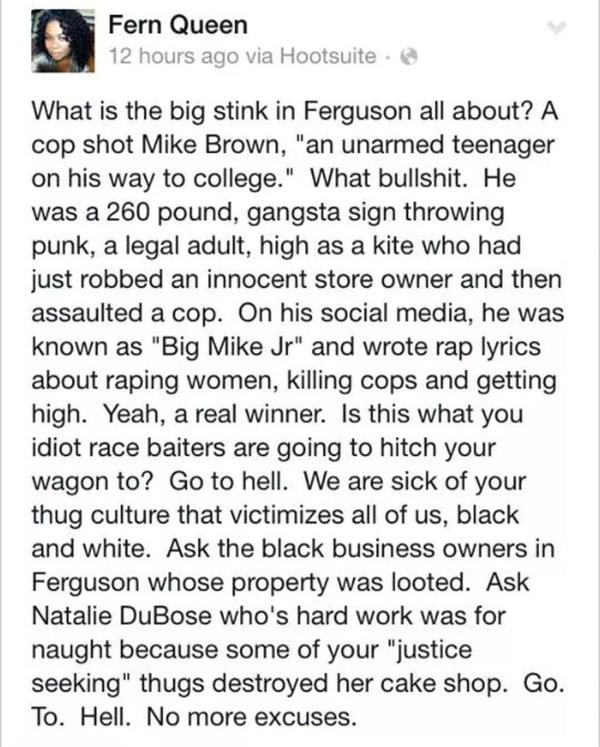 Fern Queen
12 hours ago via Hootsuite ·
What is the big stink in Ferguson all about? A
cop shot Mike Brown, "an unarmed teenager
on his way to college."  What bullshit.  He
was a 260 pound, gangsta sign throwing
punk, a legal adult, high as a kite who had
just robbed an innocent store owner and then
assaulted a cop.  On his social media, he was
known as "Big Mike Jr" and wrote rap lyrics
about raping women, killing cops and getting
high.  Yeah, a real winner.  Is this what you
idiot race baiters are going to hitch your
wagon to?  Go to hell.  We are sick of your
thug culture that victimizes all of us, black
and white.  Ask the black business owners in
Ferguson whose property was looted.  Ask
Natalie DuBose who's hard work was for
naught because some of your "justice
seeking" thugs destroyed her cake shop.  Go.
To.  Hell.  No more excuses.